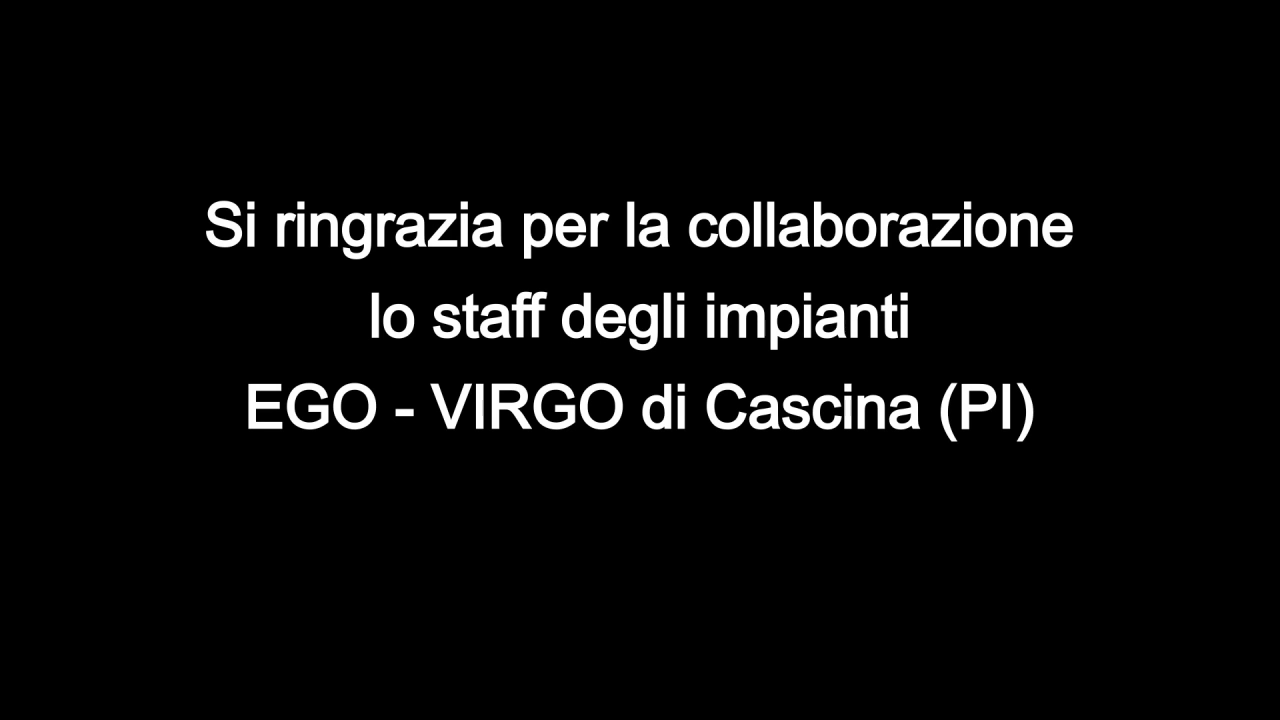 Si ringrazia per la collaborazione
lo staff degli impianti
EGO - VIRGO di Cascina (PI)